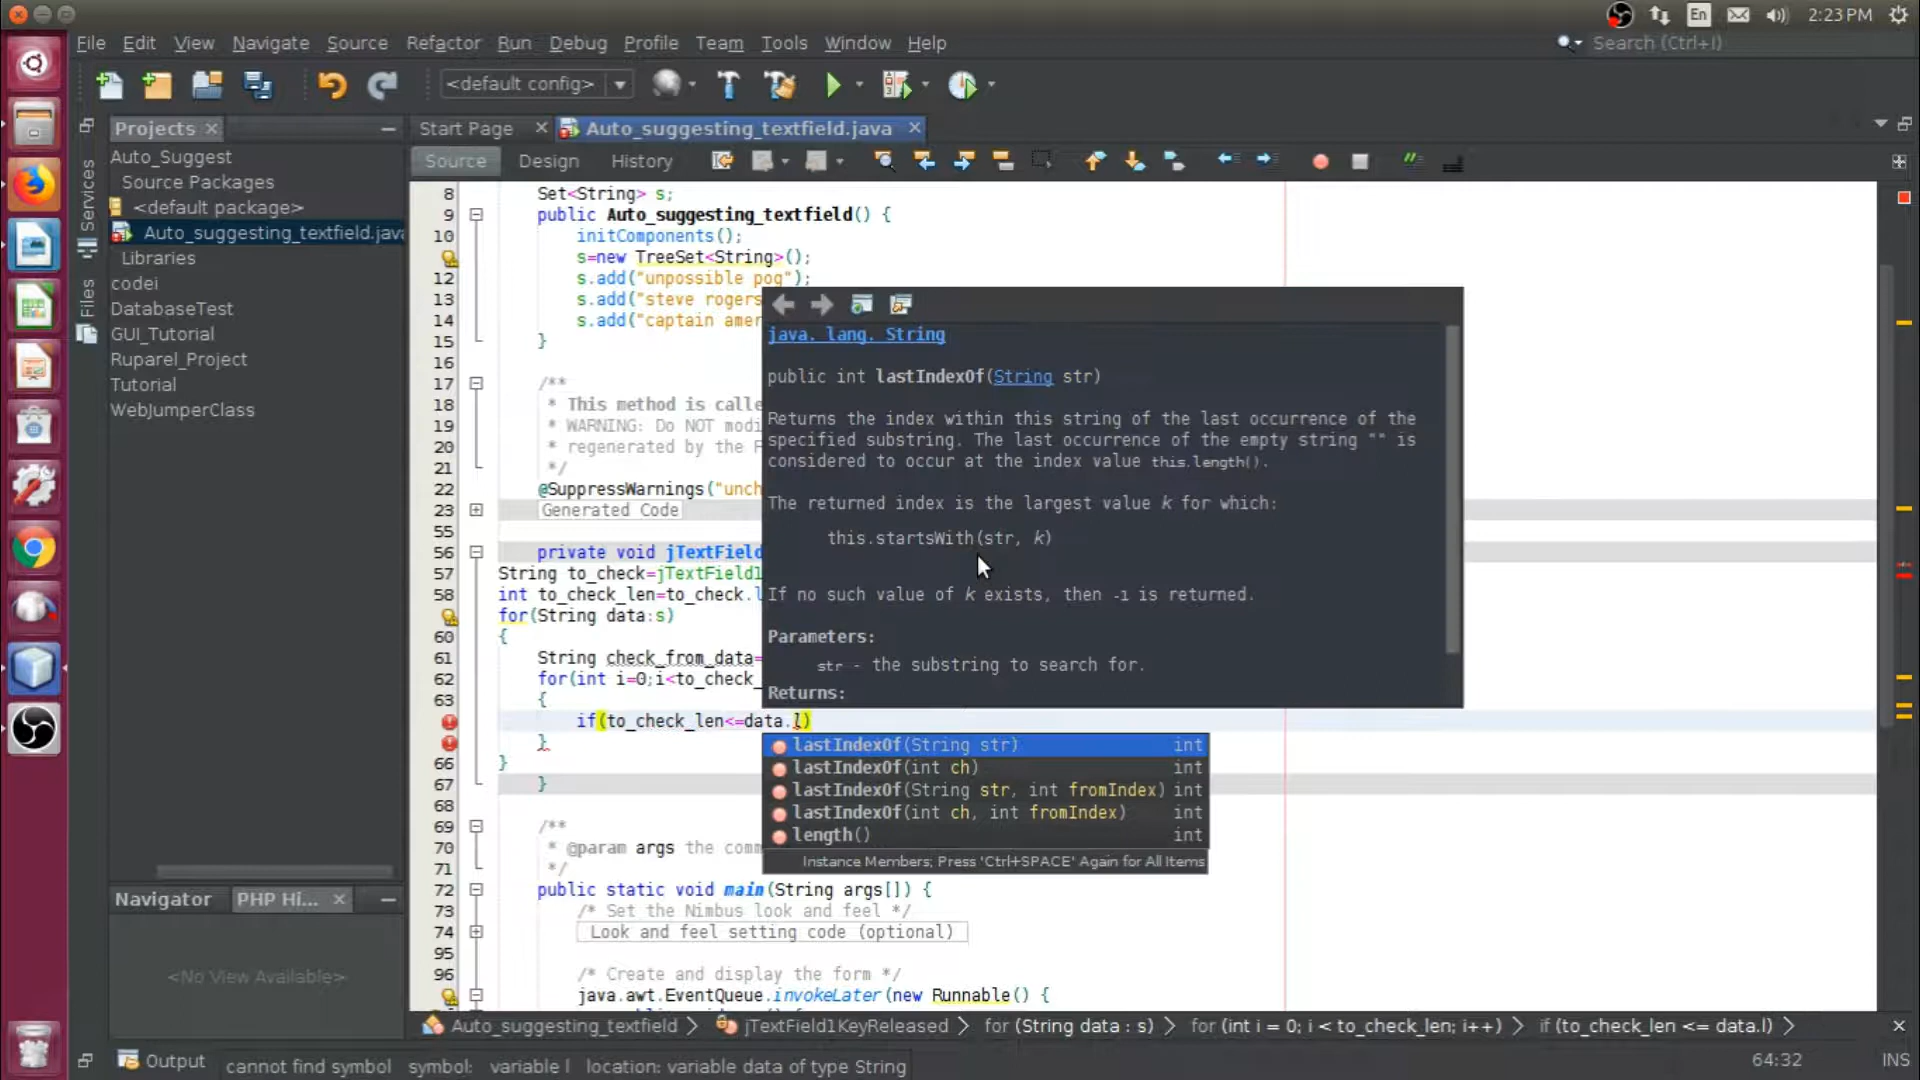 En
2:23 PM
File Edit View Navigate Source Refactor Run Debug Profile Team Tools Window Help
Search (Ctrl+I)
<default config>
Projects
Start Page
Auto_suggesting_textfield.java
Services
Files
Auto_Suggest
Source Packages
<default package>
Auto_suggesting_textfield.java
Libraries
codei
DatabaseTest
GUI_Tutorial
Ruparel_Project
Tutorial
WebJumperClass
Source Design History
8 Set<String> s;
9 public Auto_suggesting_textfield() {
10 initComponents();
s=new TreeSet<String>();
12 s.add("unpossible pog");
13 s.add("steve rogers
14 s.add("captain amer
15 }
16
17 /**
18 * This method is calle
19 * WARNING: Do NOT modi
20 * regenerated by the F
21 */
22 @SuppressWarnings("unch
23 Generated Code
55
56 private void jTextField
57 String to_check=jTextField1
58 int to_check_len=to_check.l
for(String data:s)
60 {
61 String check_from_data=
62 for(int i=0;i<to_check_
63 {
if(to_check_len<=data.l)
}
66 }
67 }
68
69 /**
70 * @param args the comm
71 */
72 public static void main(String args[]) {
73 /* Set the Nimbus look and feel */
74 Look and feel setting code (optional)
95
96 /* Create and display the form */
java.awt.EventQueue.invokeLater(new Runnable() {
java. lang. String
public int lastIndexOf(String str)
Returns the index within this string of the last occurrence of the
specified substring. The last occurrence of the empty string "" is
considered to occur at the index value this.length().
The returned index is the largest value k for which:
this.startsWith(str, k)
If no such value of k exists, then -1 is returned.
Parameters:
str - the substring to search for.
Returns:
lastIndexOf(String str) int
lastIndexOf(int ch) int
lastIndexOf(String str, int fromIndex) int
lastIndexOf(int ch, int fromIndex) int
length() int
Instance Members; Press 'Ctrl+SPACE' Again for All Items
Navigator
PHP Hi...
<No View Available>
Auto_suggesting_textfield jTextField1KeyReleased for (String data : s) for (int i = 0; i < to_check_len; i++) if (to_check_len <= data.l)
Output
cannot find symbol symbol: variable l location: variable data of type String
64:32
INS